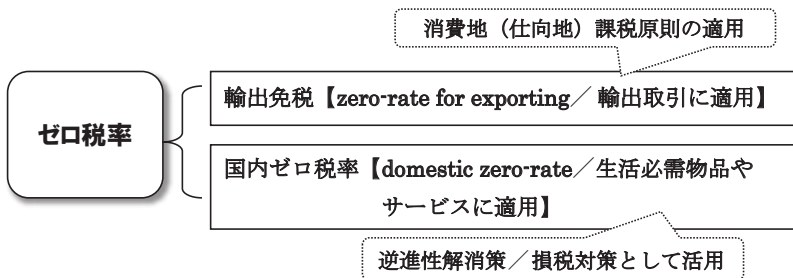 消費地（仕向地）課税原則の適用
輸出免税【zero-rate for exporting／輸出取引に適用】
ゼロ税率
国内ゼロ税率【domestic zero-rate／生活必需物品や
サービスに適用】
逆進性解消策／損税対策として活用